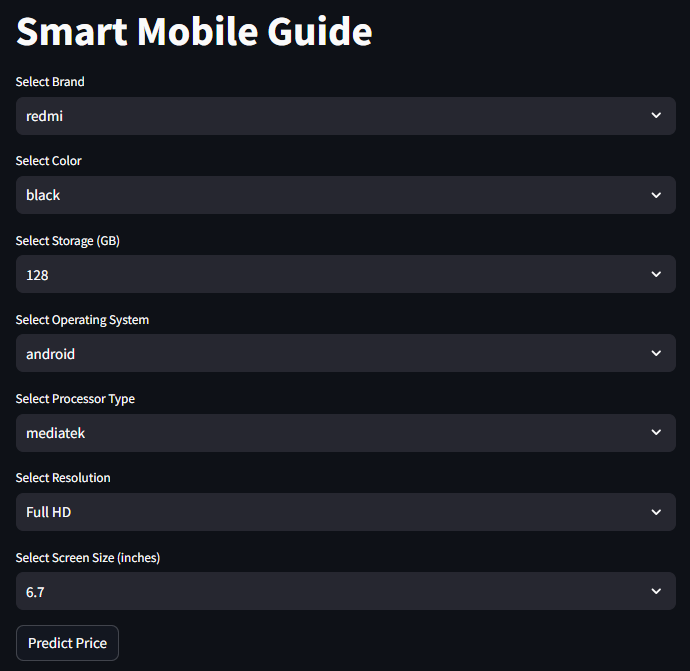 Smart Mobile Guide
Select Brand
redmi
Select Color
black
Select Storage (GB)
128
Select Operating System
android
Select Processor Type
mediatek
Select Resolution
Full HD
Select Screen Size (inches)
6.7
Predict Price